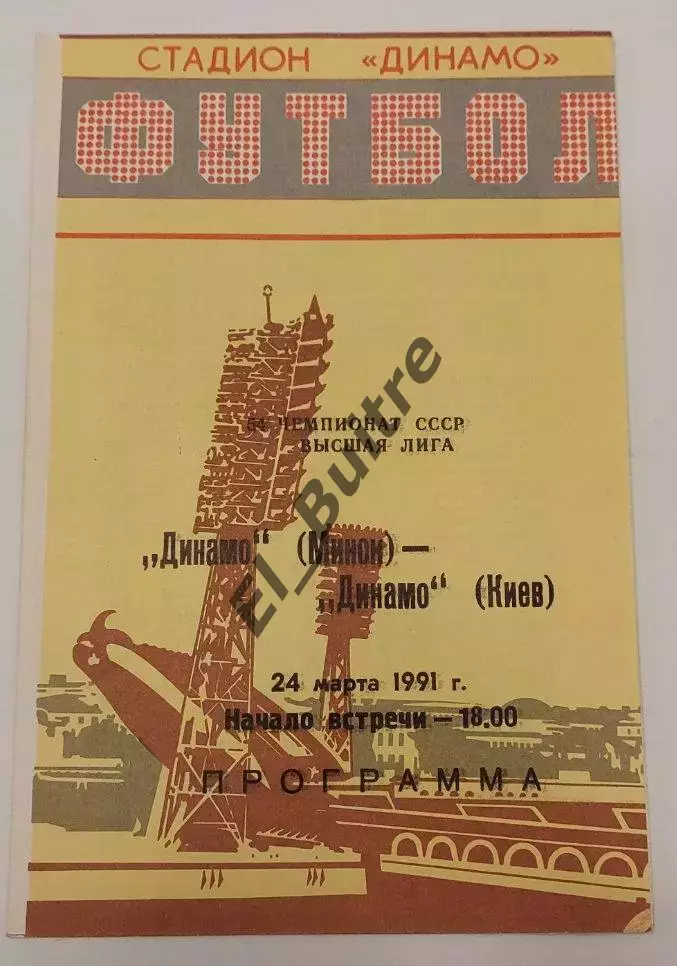 СТАДИОН «ДИНАМО»
ФУТБОЛ
54 ЧЕМПИОНАТ СССР
ВЫСШАЯ ЛИГА
„Динамо“ (Минск) —
„Динамо“ (Киев)
24 марта 1991 г.
Начало встречи — 18.00
ПРОГРАММА
El_Buitre